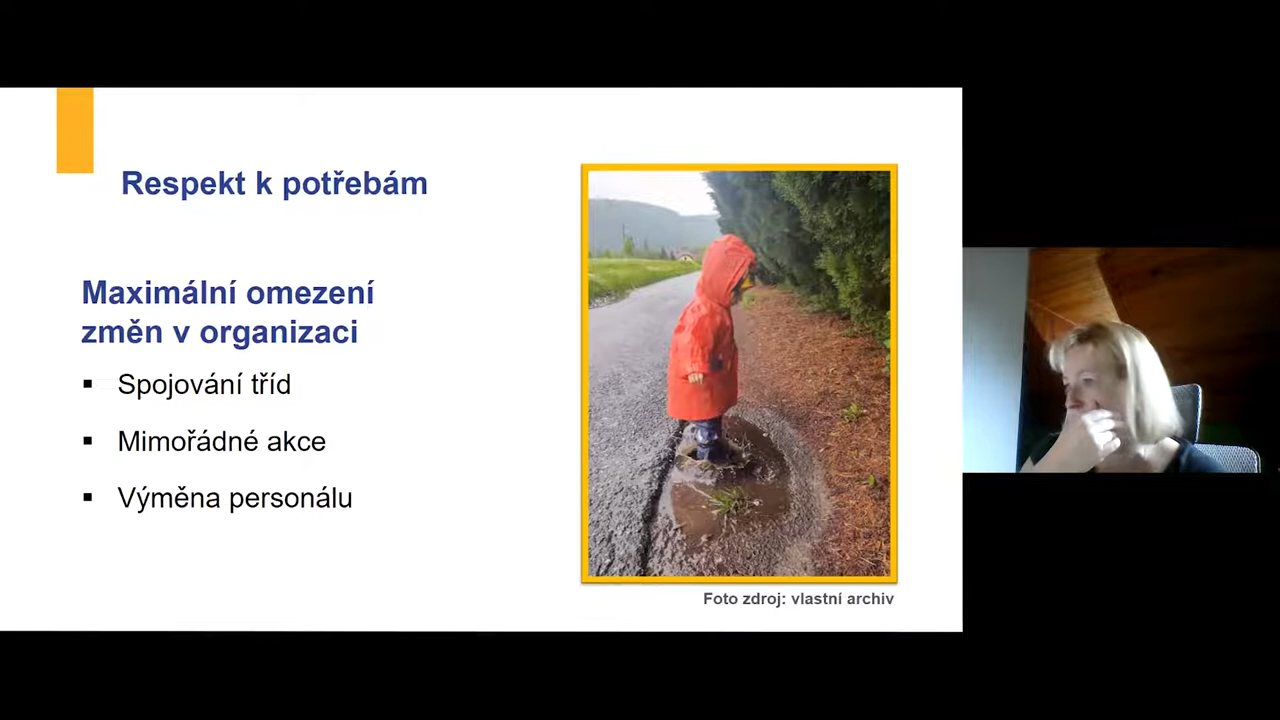 Respekt k potřebám
Maximální omezení
změn v organizaci
▪ Spojování tříd
▪ Mimořádné akce
▪ Výměna personálu
Foto zdroj: vlastní archiv